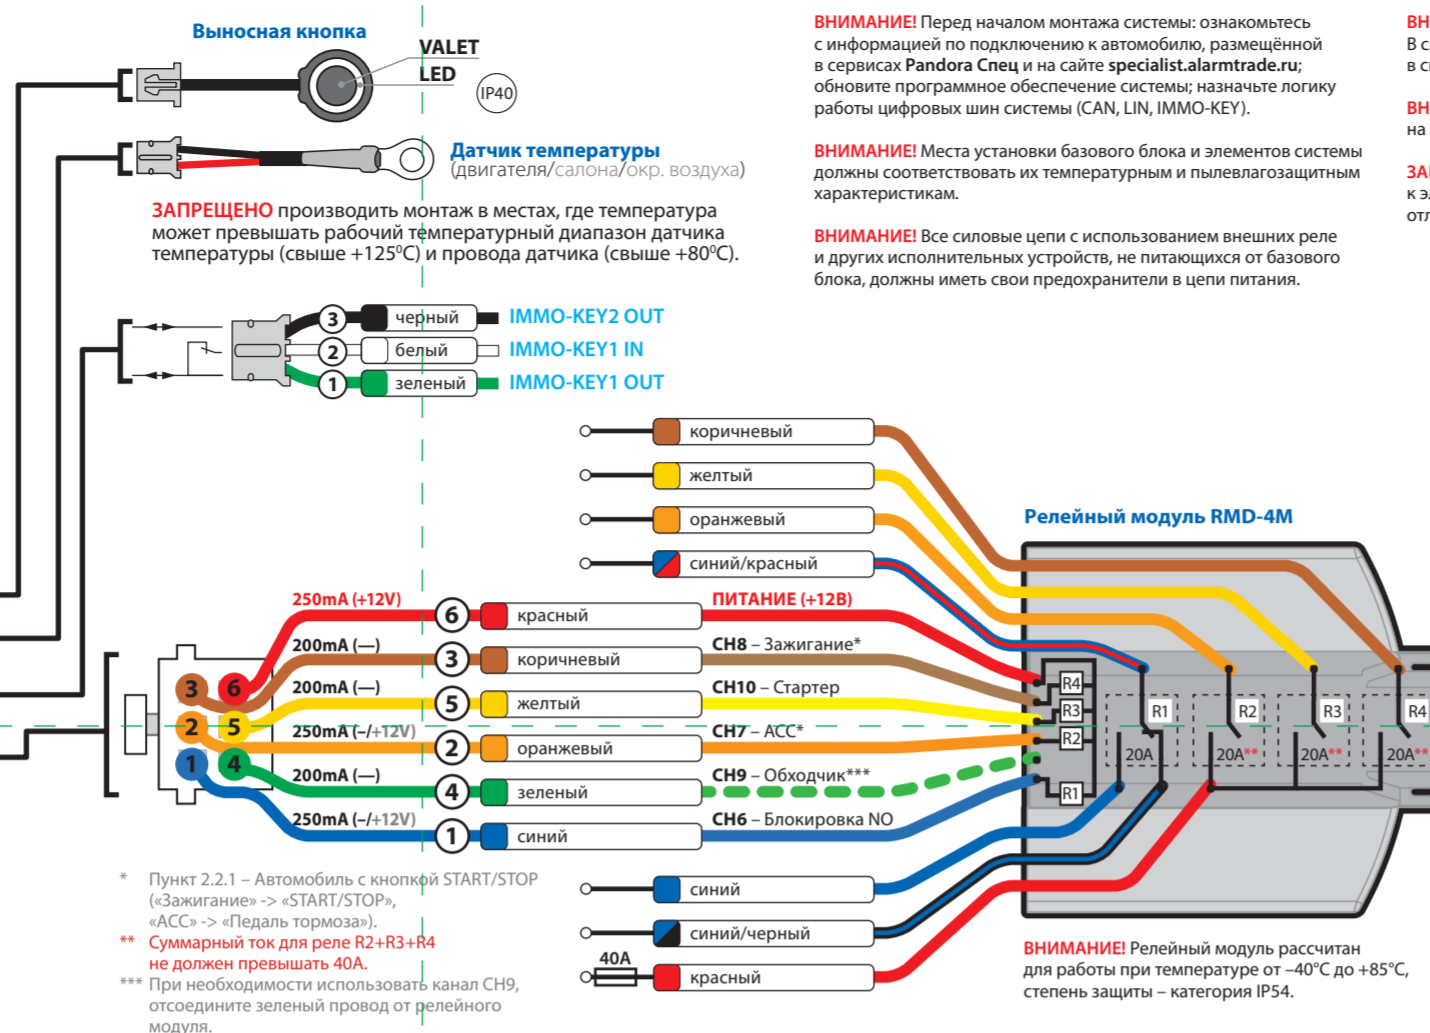 Выносная кнопка
VALET
LED
IP40
Датчик температуры
(двигателя/салона/окр. воздуха)
ЗАПРЕЩЕНО производить монтаж в местах, где температура
может превышать рабочий температурный диапазон датчика
температуры (свыше +125⁰С) и провода датчика (свыше +80⁰С).
ВНИМАНИЕ! Перед началом монтажа системы: ознакомьтесь
с информацией по подключению к автомобилю, размещённой
в сервисах Pandora Спец и на сайте specialist.alarmtrade.ru;
обновите программное обеспечение системы; назначьте логику
работы цифровых шин системы (CAN, LIN, IMMO-KEY).
ВНИМАНИЕ! Места установки базового блока и элементов системы
должны соответствовать их температурным и пылевлагозащитным
характеристикам.
ВНИМАНИЕ! Все силовые цепи с использованием внешних реле
и других исполнительных устройств, не питающихся от базового
блока, должны иметь свои предохранители в цепи питания.
3 черный IMMO-KEY2 OUT
2 белый IMMO-KEY1 IN
1 зеленый IMMO-KEY1 OUT
коричневый
желтый
оранжевый
синий/красный
Релейный модуль RMD-4M
250mA (+12V) 6 красный ПИТАНИЕ (+12В)
200mA (—) 3 коричневый CH8 – Зажигание*
200mA (—) 5 желтый CH10 – Стартер
250mA (–/+12V) 2 оранжевый CH7 – ACC*
200mA (—) 4 зеленый CH9 – Обходчик***
250mA (–/+12V) 1 синий CH6 – Блокировка NO
3 6
2 5
1 4
R4
R3
R2
R1
R1 R2 R3 R4
20A 20A** 20A** 20A**
синий
синий/черный
40A
красный
* Пункт 2.2.1 – Автомобиль с кнопкой START/STOP
(«Зажигание» -> «START/STOP»,
«ACC» -> «Педаль тормоза»).
** Суммарный ток для реле R2+R3+R4
не должен превышать 40А.
*** При необходимости использовать канал CH9,
отсоедините зеленый провод от релейного
модуля.
ВНИМАНИЕ! Релейный модуль рассчитан
для работы при температуре от –40°С до +85°С,
степень защиты – категория IP54.